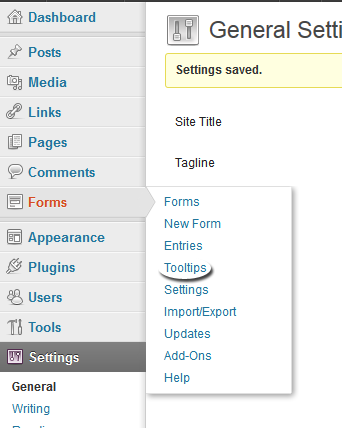 Dashboard
Posts
Media
Links
Pages
Comments
Forms
Appearance
Plugins
Users
Tools
Settings
General
Writing
General Setti
Settings saved.
Site Title
Tagline
Forms
New Form
Entries
Tooltips
Settings
Import/Export
Updates
Add-Ons
Help